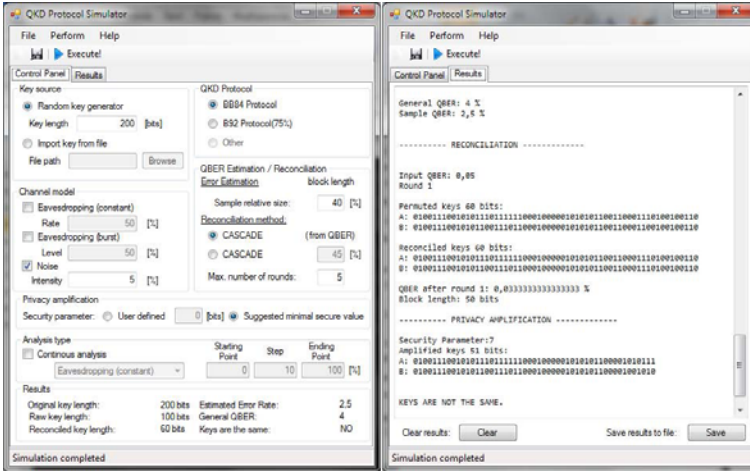 QKD Protocol Simulator
File Perform Help
Execute!
Control Panel Results
Key source
Random key generator
Key length 200 [bits]
Import key from file
File path Browse
QKD Protocol
BB84 Protocol
B92 Protocol(75%)
Other
Channel model
Eavesdropping (constant)
Rate 50 [%]
Eavesdropping (burst)
Level 50 [%]
Noise
Intensity 5 [%]
QBER Estimation / Reconciliation
Error Estimation block length
Sample relative size: 40 [%]
Reconciliation method:
CASCADE (from QBER)
CASCADE 45 [%]
Max. number of rounds: 5
Privacy amplification
Security parameter: User defined 0 [bits] Suggested minimal secure value
Analysis type
Continous analysis
Eavesdropping (constant)
Starting Point Step Ending Point
0 10 100 [%]
Results
Original key length: 200 bits Estimated Error Rate: 2.5
Raw key length: 100 bits General QBER: 4
Reconciled key length: 60 bits Keys are the same: NO
Simulation completed
QKD Protocol Simulator
File Perform Help
Execute!
Control Panel Results
General QBER: 4 %
Sample QBER: 2,5 %
---------- RECONCILIATION -------------
Input QBER: 0,05
Round 1
Permuted keys 60 bits:
A:
B:
Reconciled keys 60 bits:
A:
B:
QBER after round 1: 0,0333333333333333 %
Block length: 50 bits
---------- PRIVACY AMPLIFICATION -------------
Security Parameter:7
Amplified keys 51 bits:
A:
B:
KEYS ARE NOT THE SAME.
Clear results: Clear Save results to file: Save
Simulation completed